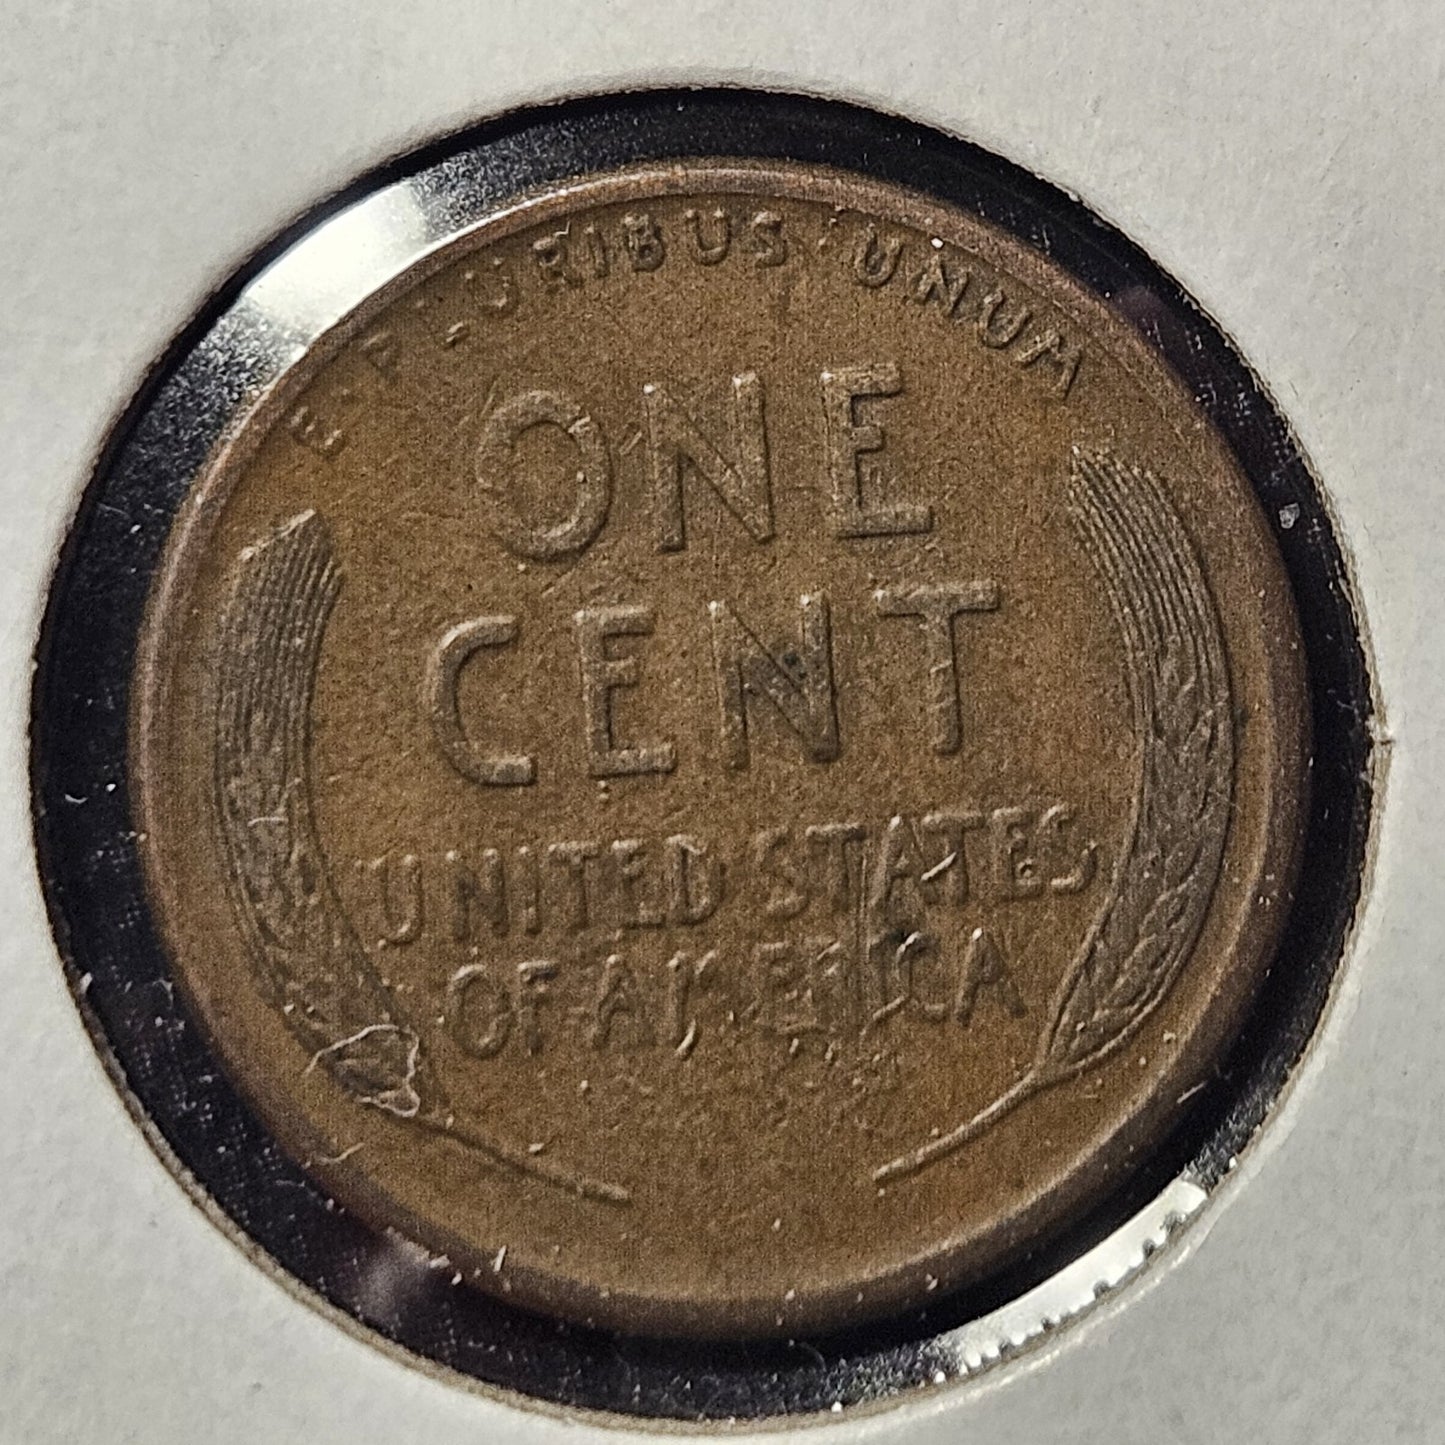 E·PLURIBUS·UNUM
ONE
CENT
UNITED STATES
OF AMERICA